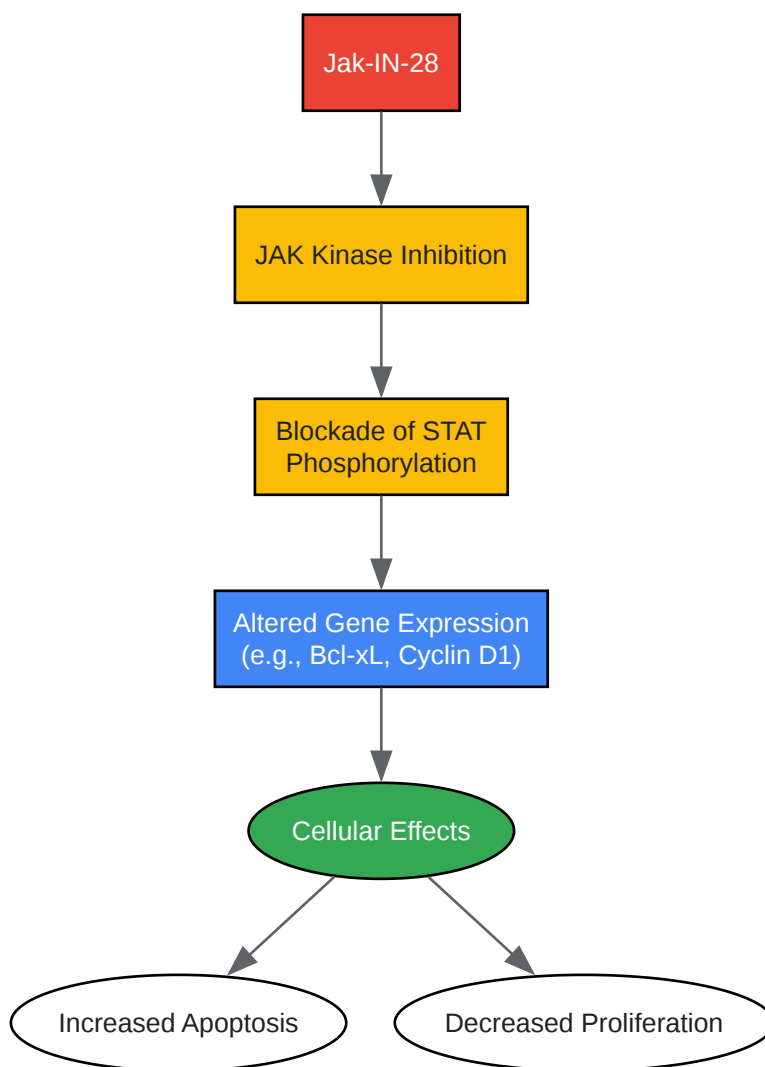 Jak-IN-28
JAK Kinase Inhibition
Blockade of STAT
Phosphorylation
Altered Gene Expression
(e.g., Bcl-xL, Cyclin D1)
Cellular Effects
Increased Apoptosis
Decreased Proliferation